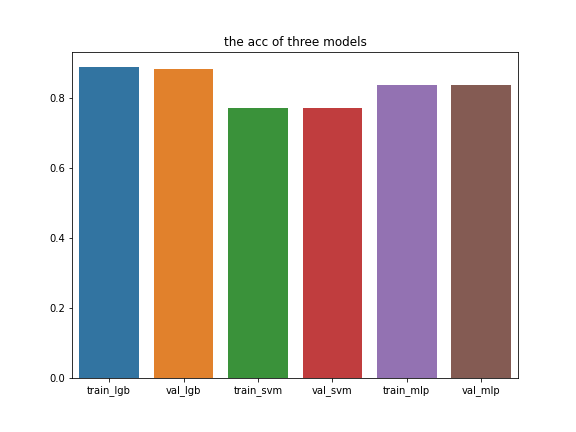 the acc of three models
0.8
0.6
0.4
0.2
0.0
train_lgb val_lgb train_svm val_svm train_mlp val_mlp